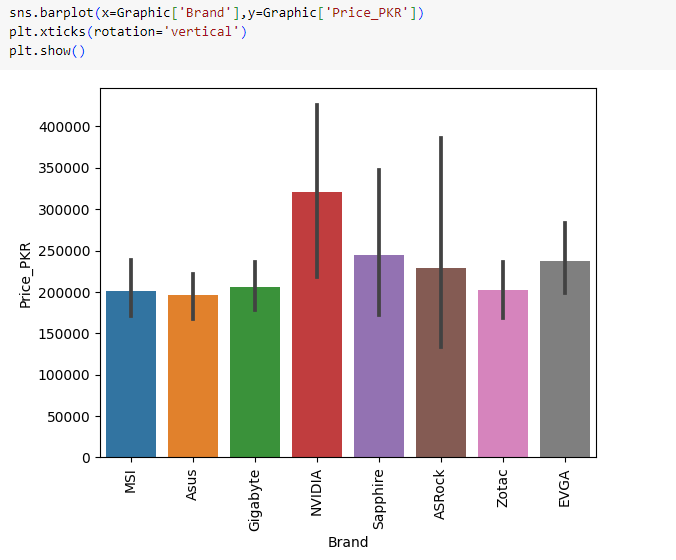 sns.barplot(x=Graphic['Brand'],y=Graphic['Price_PKR'])
plt.xticks(rotation='vertical')
plt.show()
400000
350000
300000
250000
200000
150000
100000
50000
0
Price_PKR
MSI
Asus
Gigabyte
NVIDIA
Sapphire
ASRock
Zotac
EVGA
Brand